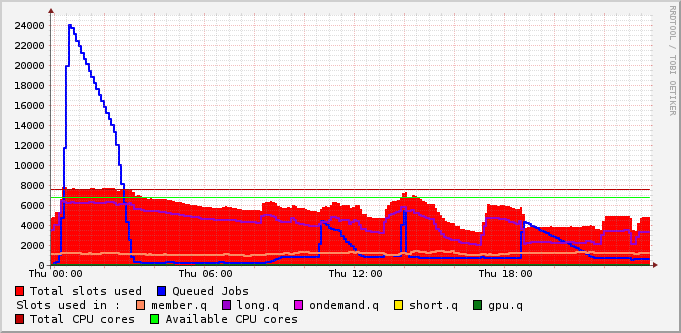 24000
22000
20000
18000
16000
14000
12000
10000
8000
6000
4000
2000
0
Thu 00:00 Thu 06:00 Thu 12:00 Thu 18:00
RRDTOOL / TOBI OETIKER
Total slots used Queued Jobs
Slots used in : member.q long.q ondemand.q short.q gpu.q
Total CPU cores Available CPU cores